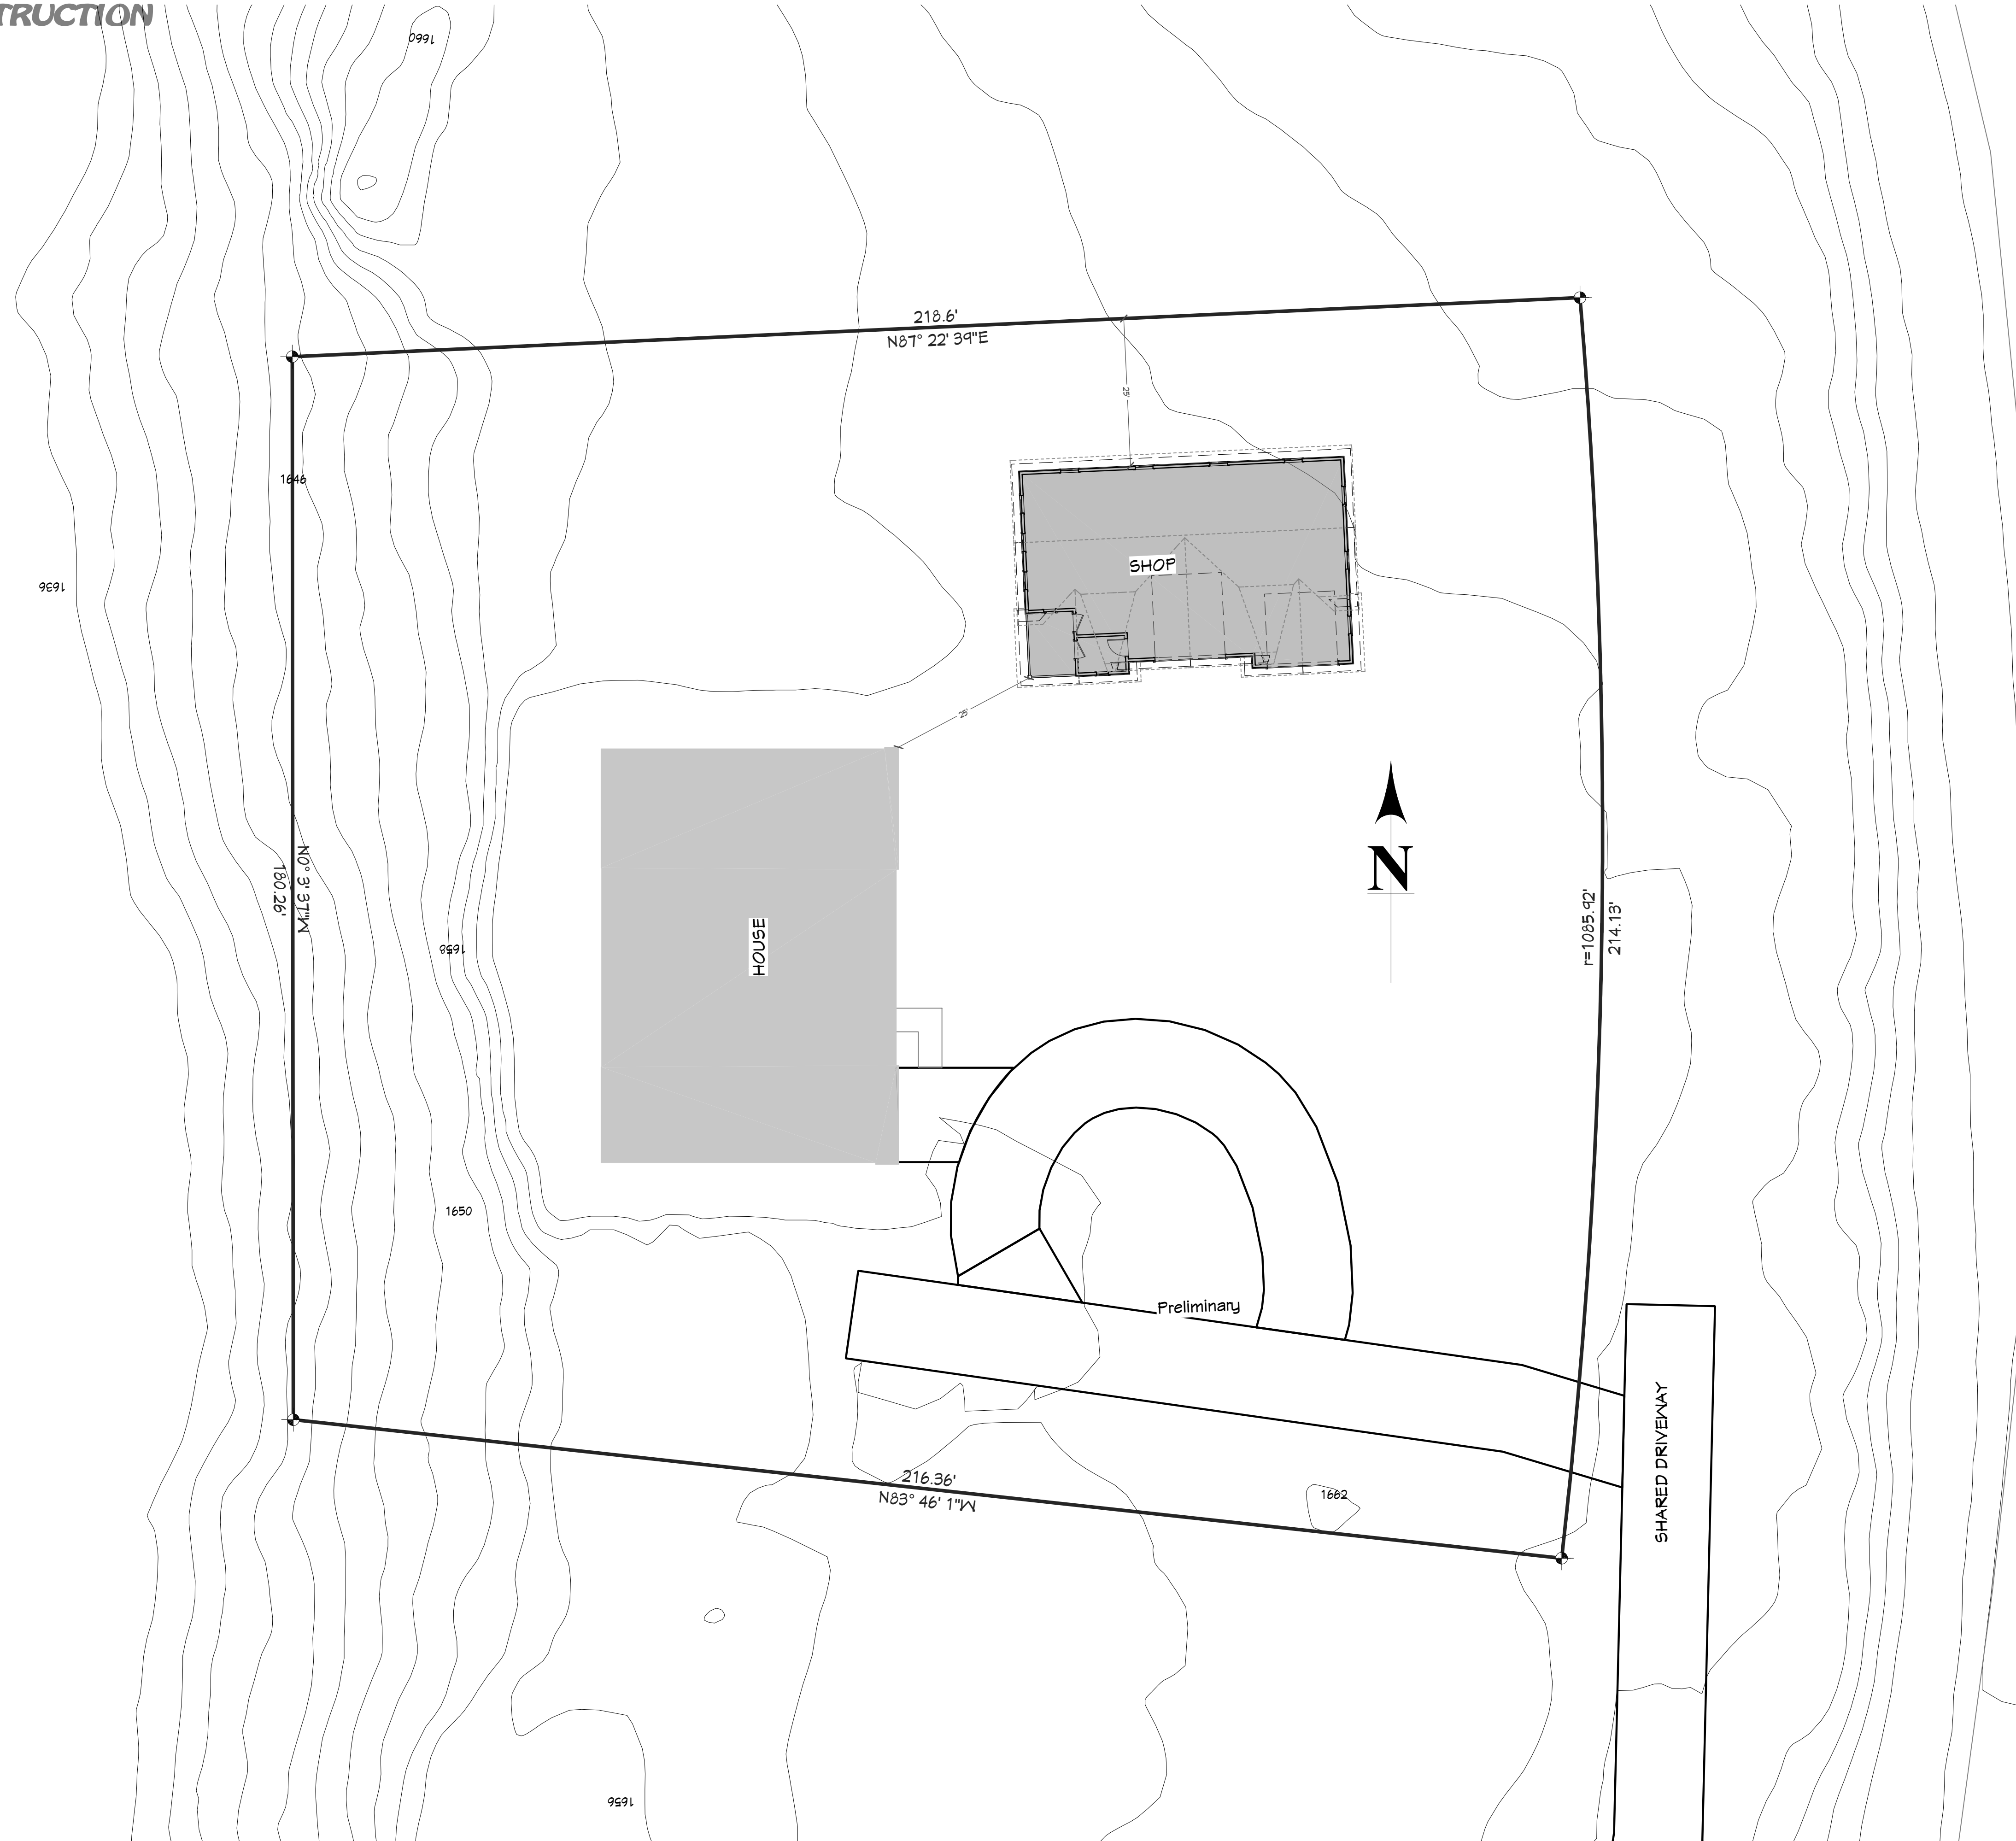 TRUCTION
1660
218.6'
N87° 22' 39"E
25'
1646
SHOP
1636
25'
N0° 3' 37"W
180.26'
HOUSE
1658
N
r=1085.92'
214.13'
1650
Preliminary
SHARED DRIVEWAY
216.36'
N83° 46' 1"W
1662
1656